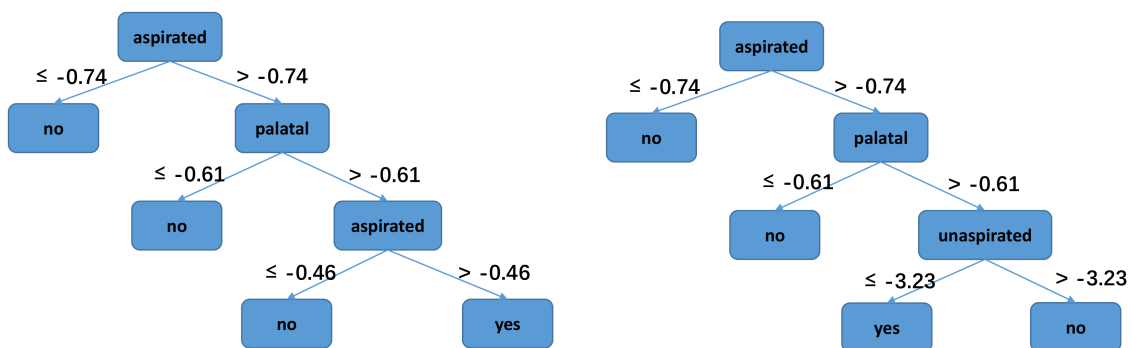 aspirated
≤ -0.74
> -0.74
no
palatal
≤ -0.61
> -0.61
no
aspirated
≤ -0.46
> -0.46
no
yes
aspirated
≤ -0.74
> -0.74
no
palatal
≤ -0.61
> -0.61
no
unaspirated
≤ -3.23
> -3.23
yes
no